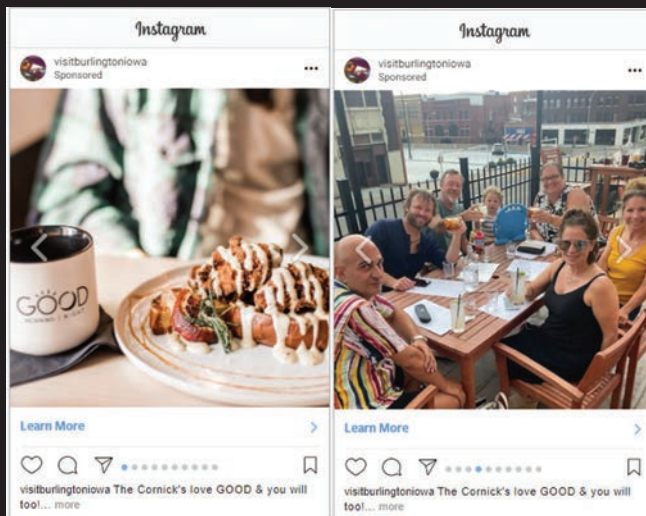 Instagram
visitburlingtoniowa
Sponsored
GOOD
Learn More
visitburlingtoniowa The Cornick's love GOOD & you will
too!... more
Instagram
visitburlingtoniowa
Sponsored
Learn More
visitburlingtoniowa The Cornick's love GOOD & you will
too!... more